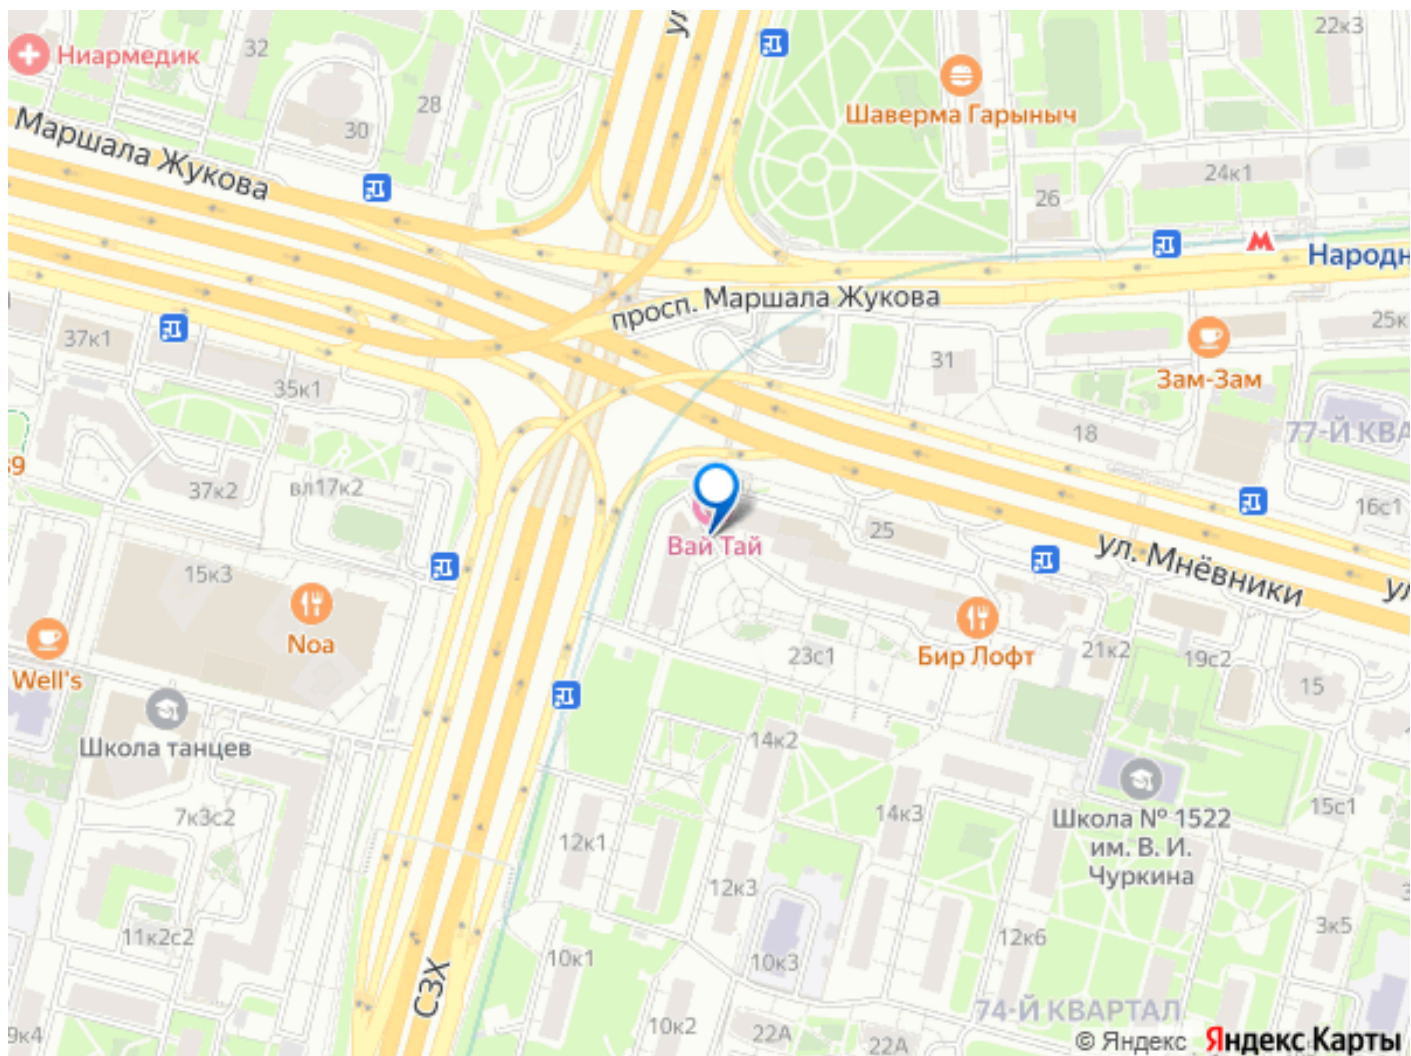 ул.
22к3
32
Ниармедик
28
30
Шаверма Гарыныч
Маршала Жукова
24к1
26
Народн
просп. Маршала Жукова
25к
37к1
31
Зам-Зам
35к1
18
77-Й КВА
39
37к2
вл17к2
16с1
25
Вай Тай
ул. Мнёвники
ул
15к3
Noa
23с1
Бир Лофт
21к2
19с2
15
Well's
Школа танцев
14к2
7к3с2
14к3
15с1
Школа № 1522
им. В. И.
Чуркина
12к1
12к3
11к2с2
3к5
12к6
10к1
10к3
СЗХ
74-Й КВАРТАЛ
10к2
22А
22А
9к4
© Яндекс Яндекс Карты